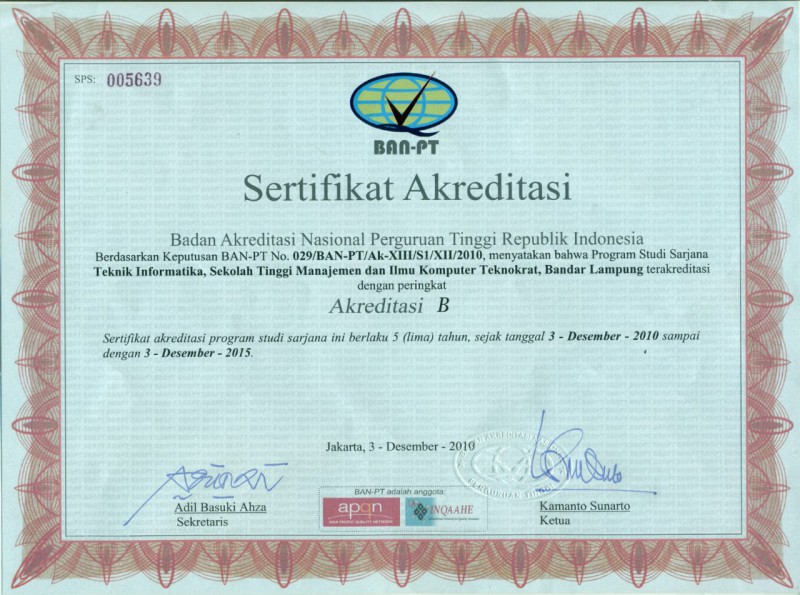 SPS: 005639
BAN-PT
Sertifikat Akreditasi
Badan Akreditasi Nasional Perguruan Tinggi Republik Indonesia
Berdasarkan Keputusan BAN-PT No. 029/BAN-PT/Ak-XIII/S1/XII/2010, menyatakan bahwa Program Studi Sarjana
Teknik Informatika, Sekolah Tinggi Manajemen dan Ilmu Komputer Teknokrat, Bandar Lampung terakreditasi
dengan peringkat
Akreditasi B
Sertifikat akreditasi program studi sarjana ini berlaku 5 (lima) tahun, sejak tanggal 3 - Desember - 2010 sampai
dengan 3 - Desember - 2015.
Jakarta, 3 - Desember - 2010
BAN-PT adalah anggota:
apqn
ASIA PACIFIC QUALITY NETWORK
INQAAHE
Adil Basuki Ahza
Sekretaris
Kamanto Sunarto
Ketua